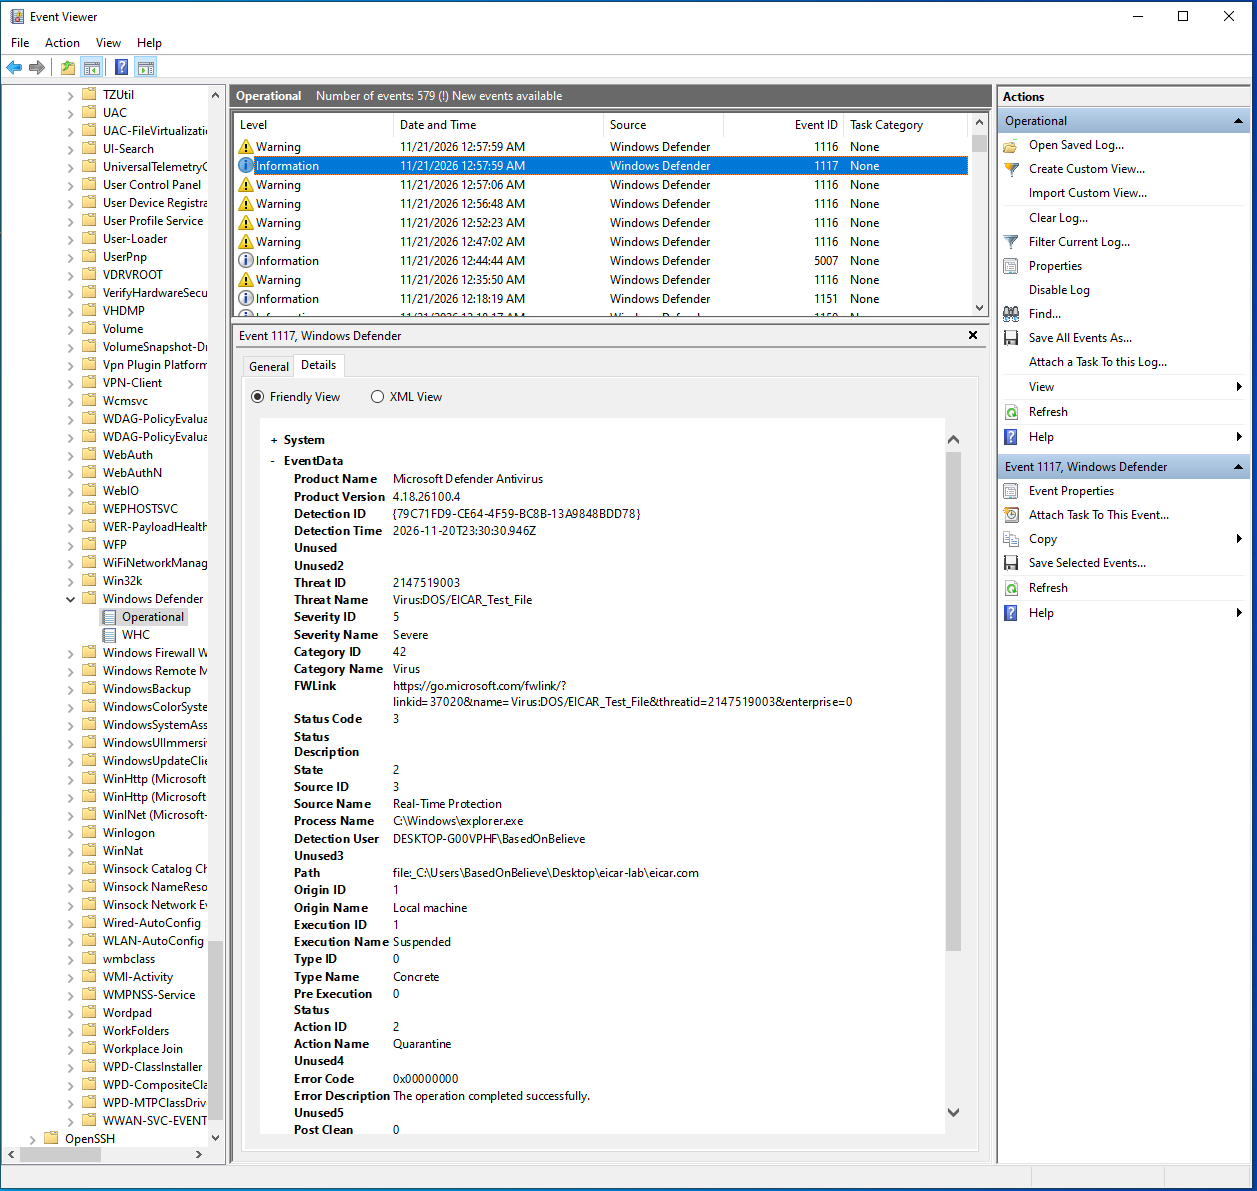 Event Viewer
File Action View Help
TZUtil
UAC
UAC-FileVirtualizati
UI-Search
UniversalTelemetryC
User Control Panel
User Device Registra
User Profile Service
User-Loader
UserPnp
VDRVROOT
VerifyHardwareSecu
VHDMP
Volume
VolumeSnapshot-Dr
Vpn Plugin Platform
VPN-Client
Wcmsvc
WDAG-PolicyEvalua
WDAG-PolicyEvalua
WebAuth
WebAuthN
WebIO
WEPHOSTSVC
WER-PayloadHealth
WFP
WiFiNetworkManag
Win32k
Windows Defender
Operational
WHC
Windows Firewall W
Windows Remote M
WindowsBackup
WindowsColorSyste
WindowsSystemAss
WindowsUIImmersi
WindowsUpdateClie
WinHttp (Microsoft
WinHttp (Microsoft
WinINet (Microsoft-
Winlogon
WinNat
Winsock Catalog Ch
Winsock NameReso
Winsock Network Ev
Wired-AutoConfig
WLAN-AutoConfig
wmbclass
WMI-Activity
WMPNSS-Service
Wordpad
WorkFolders
Workplace Join
WPD-ClassInstaller
WPD-CompositeCla
WPD-MTPClassDriv
WWAN-SVC-EVENT
OpenSSH
Operational Number of events: 579 (!) New events available
Level Date and Time Source Event ID Task Category
Warning 11/21/2026 12:57:59 AM Windows Defender 1116 None
Information 11/21/2026 12:57:59 AM Windows Defender 1117 None
Warning 11/21/2026 12:57:06 AM Windows Defender 1116 None
Warning 11/21/2026 12:56:48 AM Windows Defender 1116 None
Warning 11/21/2026 12:52:23 AM Windows Defender 1116 None
Warning 11/21/2026 12:47:02 AM Windows Defender 1116 None
Information 11/21/2026 12:44:44 AM Windows Defender 5007 None
Warning 11/21/2026 12:35:50 AM Windows Defender 1116 None
Information 11/21/2026 12:18:19 AM Windows Defender 1151 None
Event 1117, Windows Defender
General Details
Friendly View XML View
+ System
- EventData
Product Name Microsoft Defender Antivirus
Product Version 4.18.26100.4
Detection ID {79C71FD9-CE64-4F59-BC8B-13A9848BDD78}
Detection Time 2026-11-20T23:30:30.946Z
Unused
Unused2
Threat ID 2147519003
Threat Name Virus:DOS/EICAR_Test_File
Severity ID 5
Severity Name Severe
Category ID 42
Category Name Virus
FWLink https://go.microsoft.com/fwlink/?
linkid=37020&name=Virus:DOS/EICAR_Test_File&threatid=2147519003&enterprise=0
Status Code 3
Status
Description
State 2
Source ID 3
Source Name Real-Time Protection
Process Name C:\Windows\explorer.exe
Detection User DESKTOP-G00VPHF\BasedOnBelieve
Unused3
Path file:_C:\Users\BasedOnBelieve\Desktop\eicar-lab\eicar.com
Origin ID 1
Origin Name Local machine
Execution ID 1
Execution Name Suspended
Type ID 0
Type Name Concrete
Pre Execution 0
Status
Action ID 2
Action Name Quarantine
Unused4
Error Code 0x00000000
Error Description The operation completed successfully.
Unused5
Post Clean 0
Actions
Operational
Open Saved Log...
Create Custom View...
Import Custom View...
Clear Log...
Filter Current Log...
Properties
Disable Log
Find...
Save All Events As...
Attach a Task To this Log...
View
Refresh
Help
Event 1117, Windows Defender
Event Properties
Attach Task To This Event...
Copy
Save Selected Events...
Refresh
Help